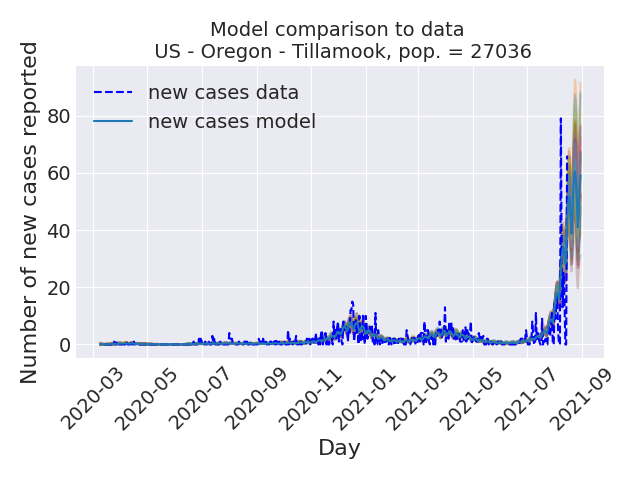 Model comparison to data
US - Oregon - Tillamook, pop. = 27036
Number of new cases reported
80
60
40
20
0
new cases data
new cases model
2020-03
2020-05
2020-07
2020-09
2020-11
2021-01
2021-03
2021-05
2021-07
2021-09
Day